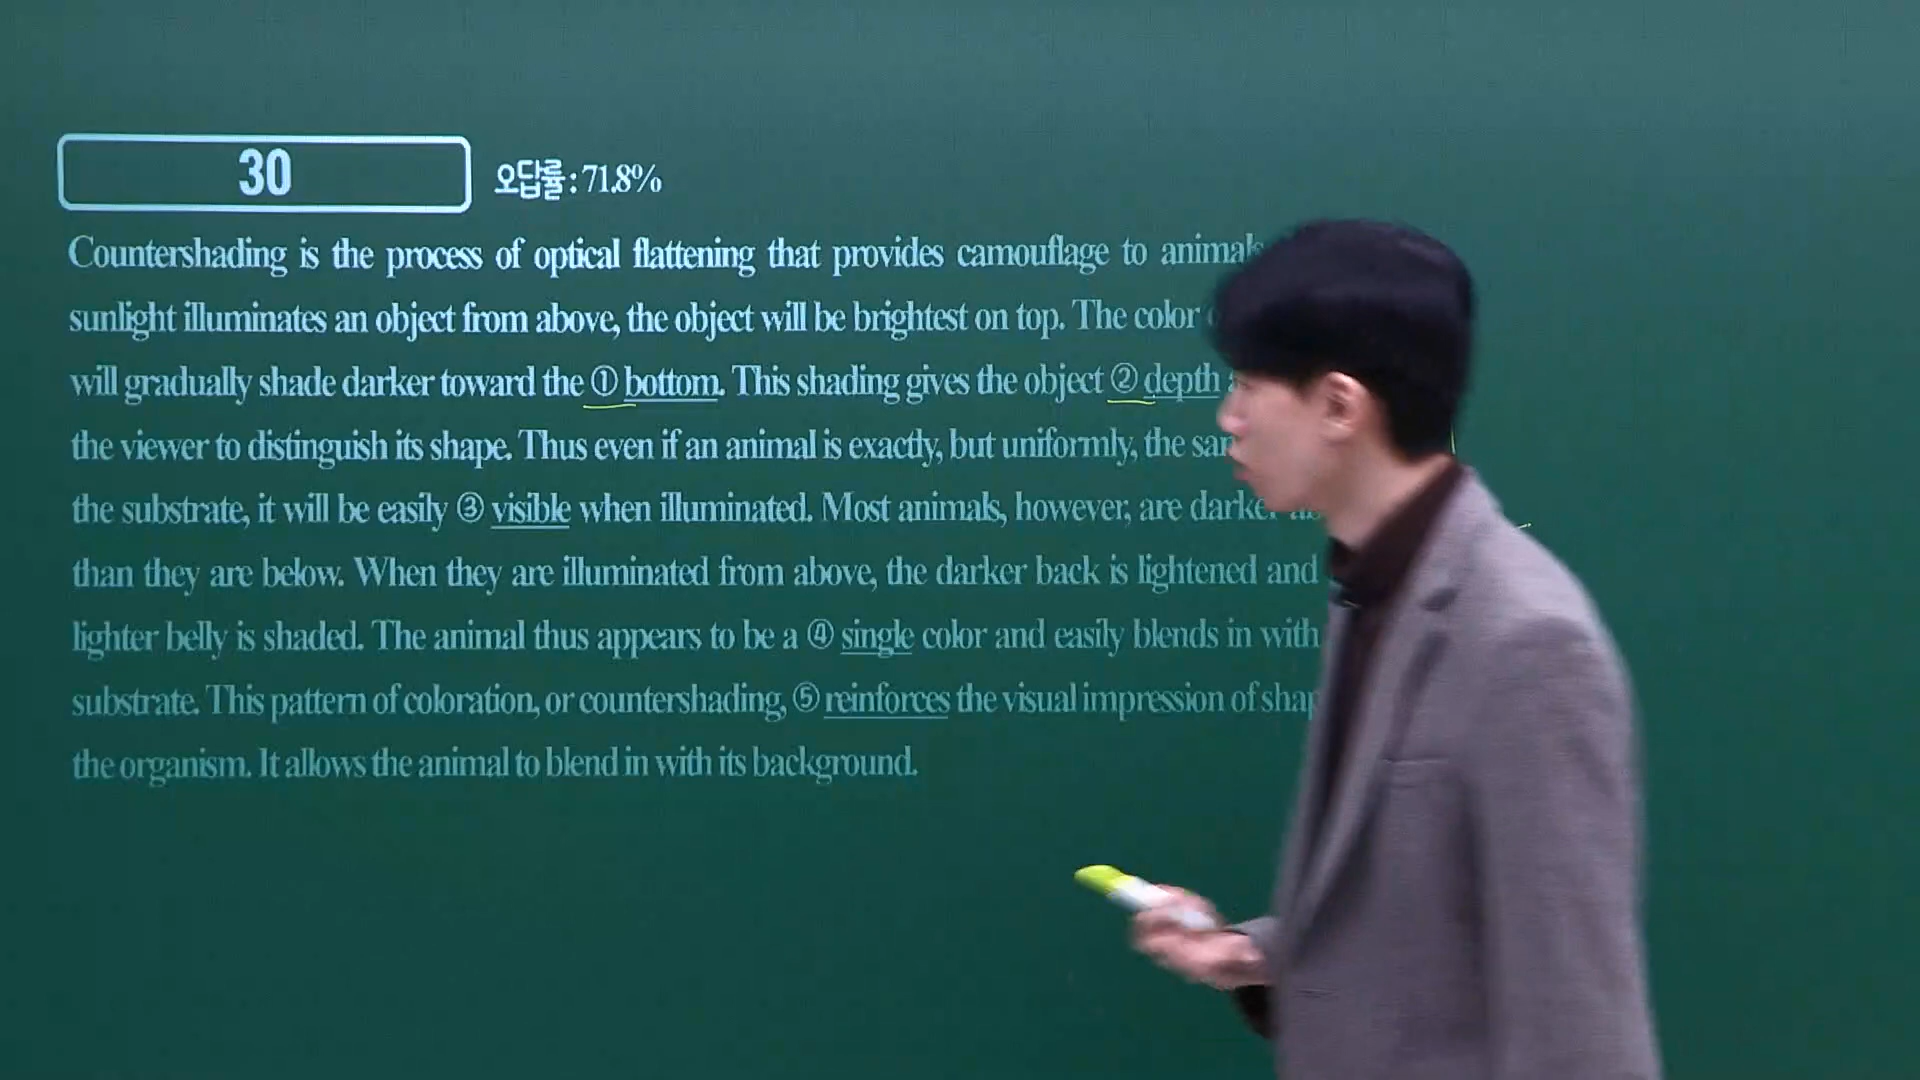 30
오답률 : 71.8%
Countershading is the process of optical flattening that provides camouflage to
sunlight illuminates an object from above, the object will be brightest on top. The color
will gradually shade darker toward the ① bottom. This shading gives the object ② depth
the viewer to distinguish its shape. Thus even if an animal is exactly, but uniformly, the
the substrate, it will be easily ③ visible when illuminated. Most animals, however, are
than they are below. When they are illuminated from above, the darker back is lightened and
lighter belly is shaded. The animal thus appears to be a ④ single color and easily blends in with
substrate. This pattern of coloration, or countershading, ⑤ reinforces the visual impression of
the organism. It allows the animal to blend in with its background.